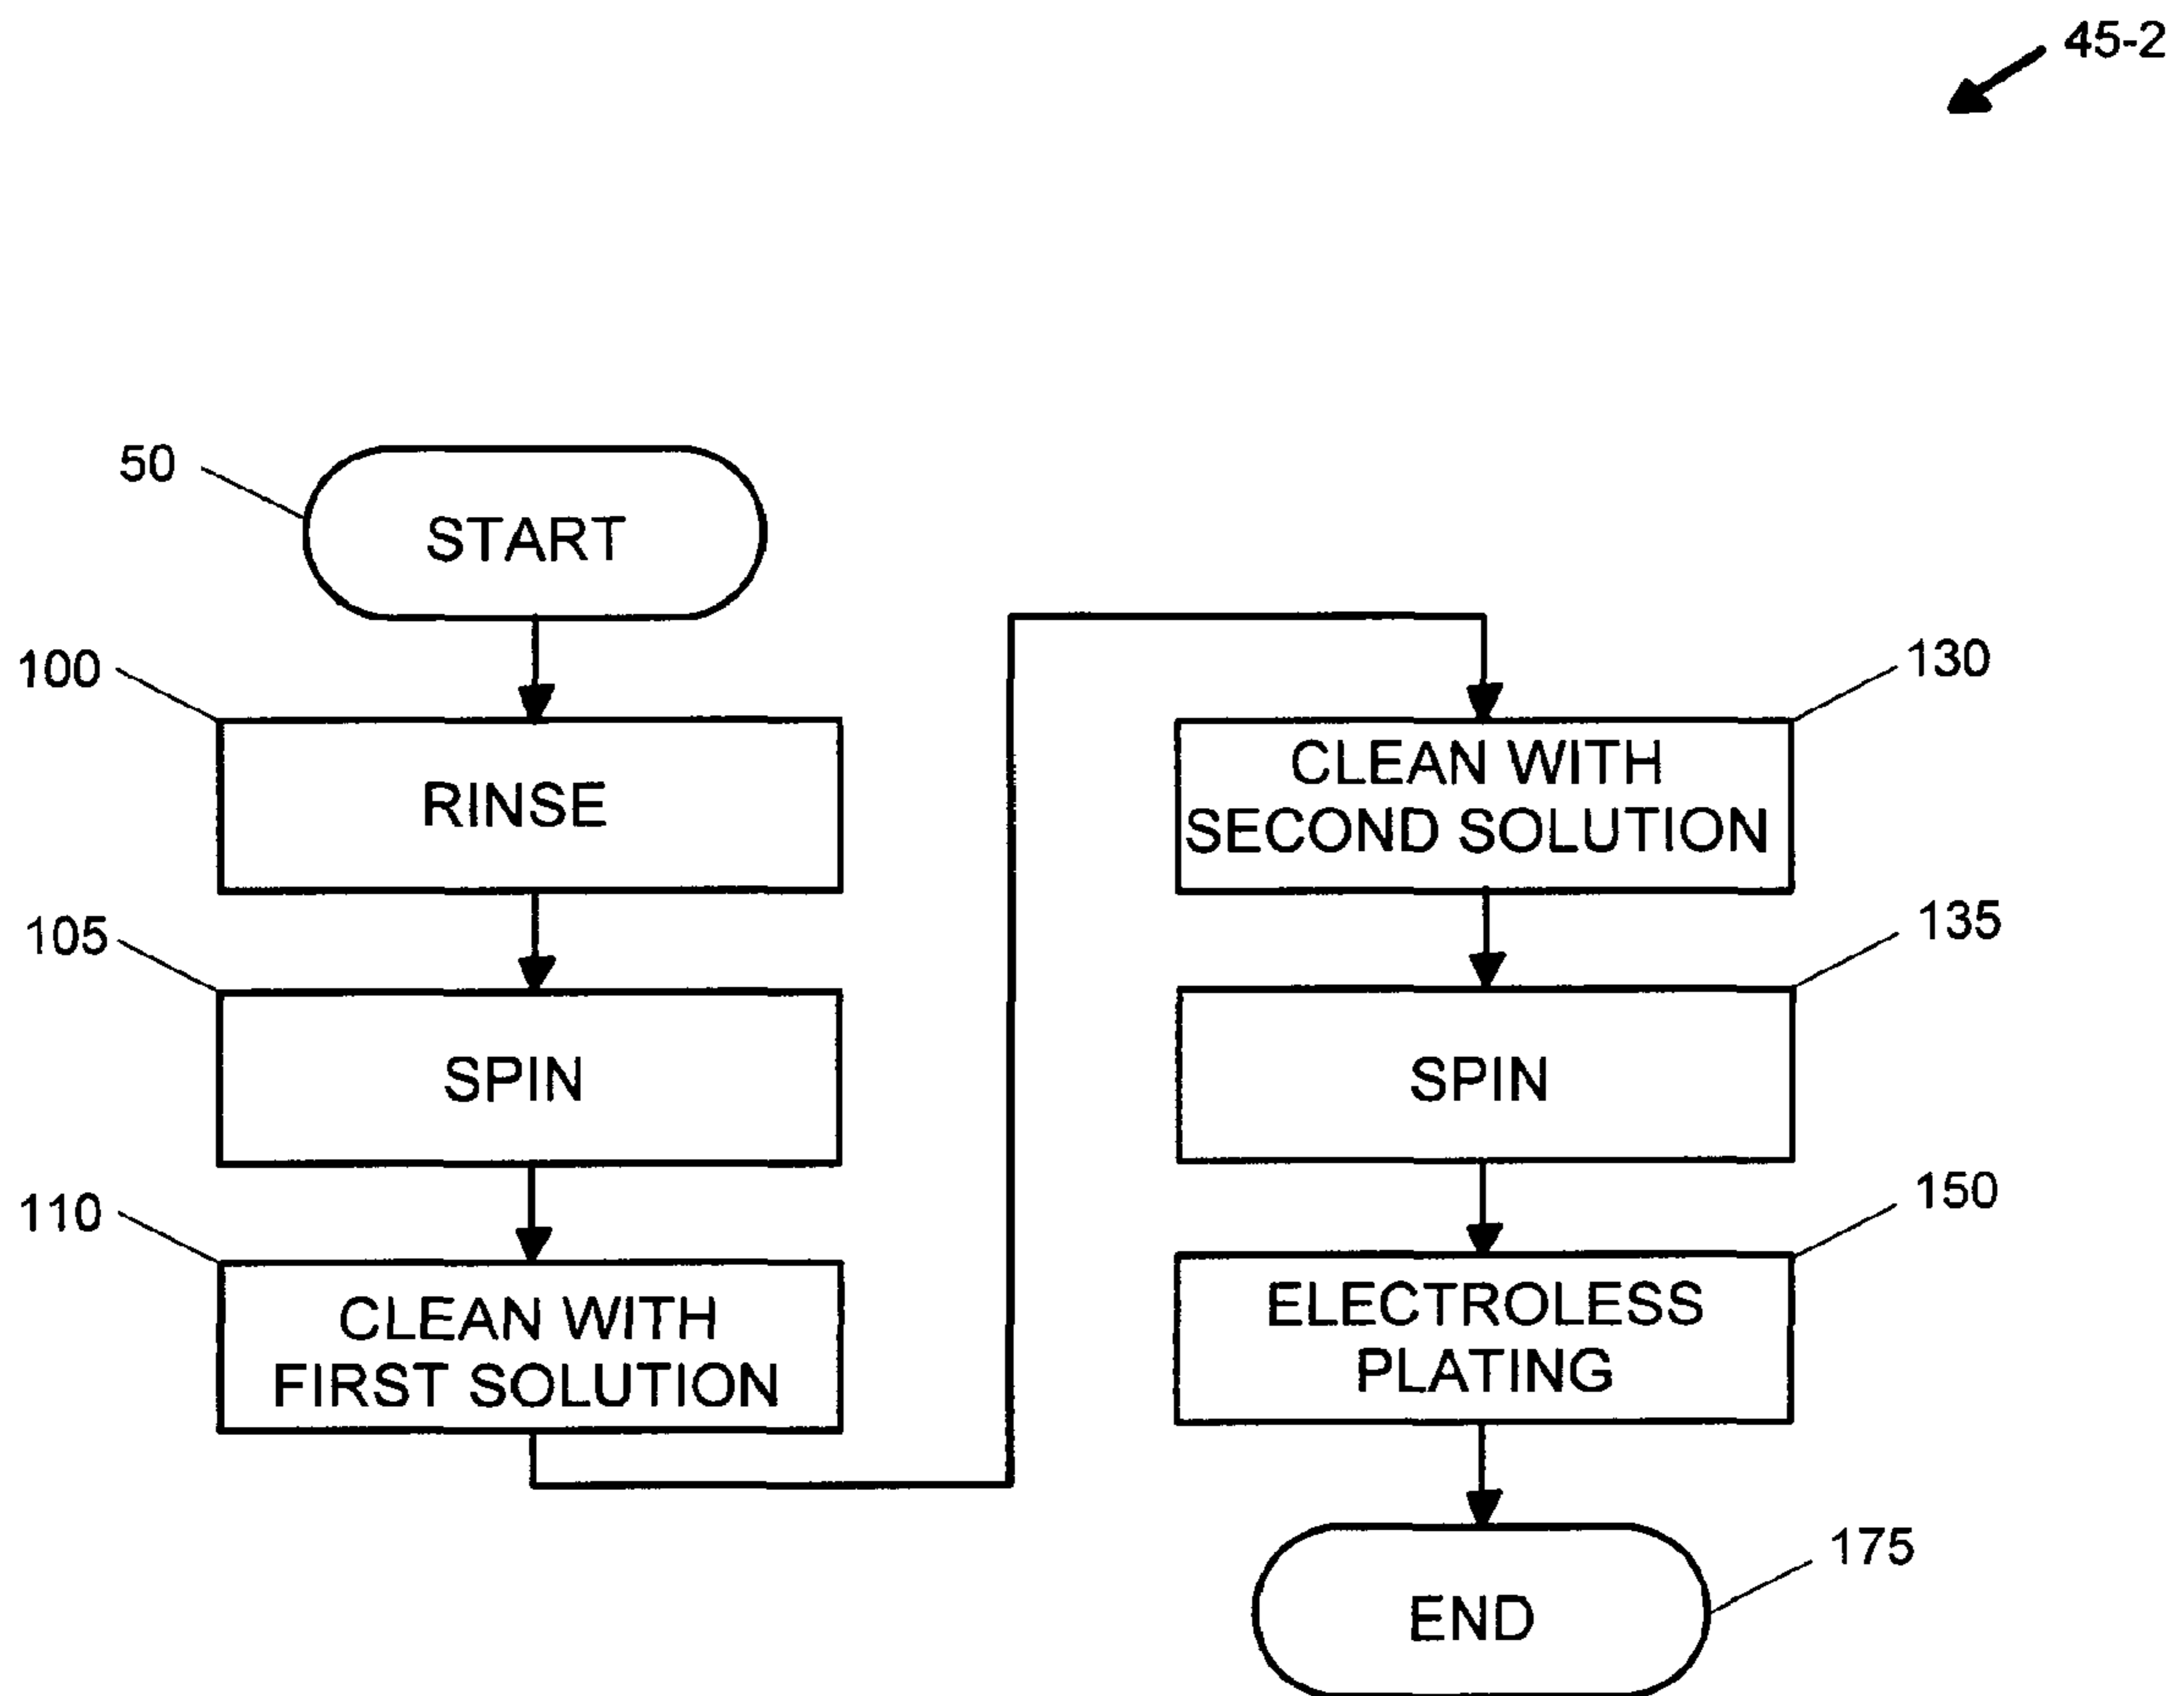 45-2
50
START
100
RINSE
105
SPIN
110
CLEAN WITH
FIRST SOLUTION
130
CLEAN WITH
SECOND SOLUTION
135
SPIN
150
ELECTROLESS
PLATING
175
END